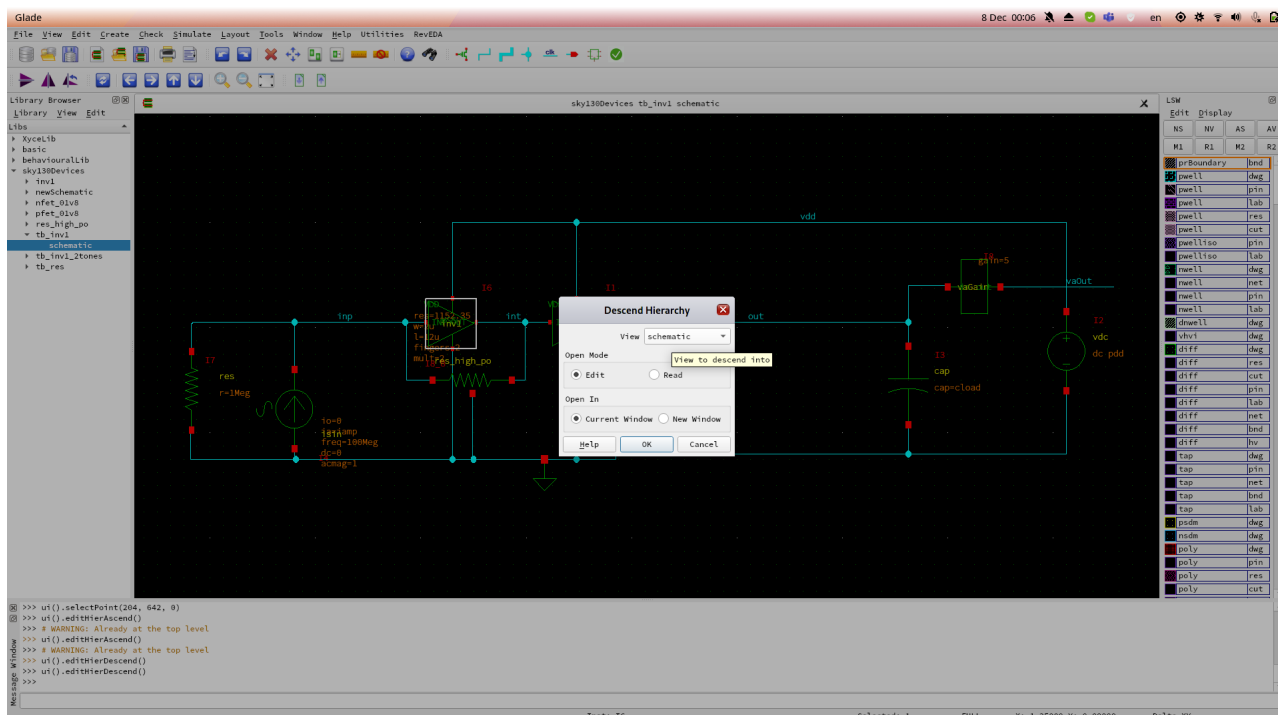 Glade
8 Dec 00:06
en
File View Edit Create Check Simulate Layout Tools Window Help Utilities RevEDA
Library Browser
Library View Edit
Libs
XyceLib
basic
behaviouralLib
sky130Devices
inv1
newSchematic
nfet_01v8
pfet_01v8
res_high_po
tb_inv1
schematic
tb_inv1_2tones
tb_res
sky130Devices tb_inv1 schematic
vdd
gain=5
vaGain
vaOut
I6
I1
inp
inv1
int
out
I2
vdc
dc pdd
I7
res
r=1Meg
res_high_po
I3
cap
cap=cload
io=0
isin
freq=100Meg
dc=0
acmag=1
Descend Hierarchy
View schematic
View to descend into
Open Mode
Edit Read
Open In
Current Window New Window
Help OK Cancel
LSW
Edit Display
NS NV AS AV
M1 R1 M2 R2
prBoundary bnd
pwell dwg
pwell pin
pwell lab
pwell res
pwell cut
pwelliso pin
pwelliso lab
nwell dwg
nwell net
nwell pin
nwell lab
dnwell dwg
vhvi dwg
diff dwg
diff res
diff cut
diff pin
diff lab
diff net
diff bnd
diff hv
tap dwg
tap pin
tap net
tap bnd
tap lab
psdm dwg
nsdm dwg
poly dwg
poly pin
poly res
poly cut
Message Window
>>> ui().selectPoint(204, 642, 0)
>>> ui().editHierAscend()
>>> # WARNING: Already at the top level
>>> ui().editHierAscend()
>>> # WARNING: Already at the top level
>>> ui().editHierDescend()
>>> ui().editHierDescend()
>>>